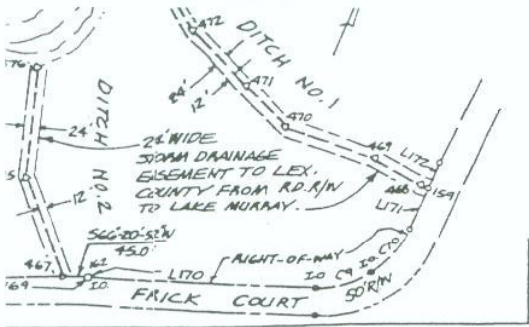 472
DITCH NO.1
471
24'
12'
470
DITCH NO.2
24'
24' WIDE
STORM DRAINAGE
EASEMENT TO LEX.
COUNTY FROM RD. R/W
TO LAKE MURRAY.
469
L172
468
159
L171
12'
S66-20-52W
45.0'
467
162
I.O.
L170
RIGHT-OF-WAY
I.O.
C9
I.O.
C10
50' R/W
FRICK COURT